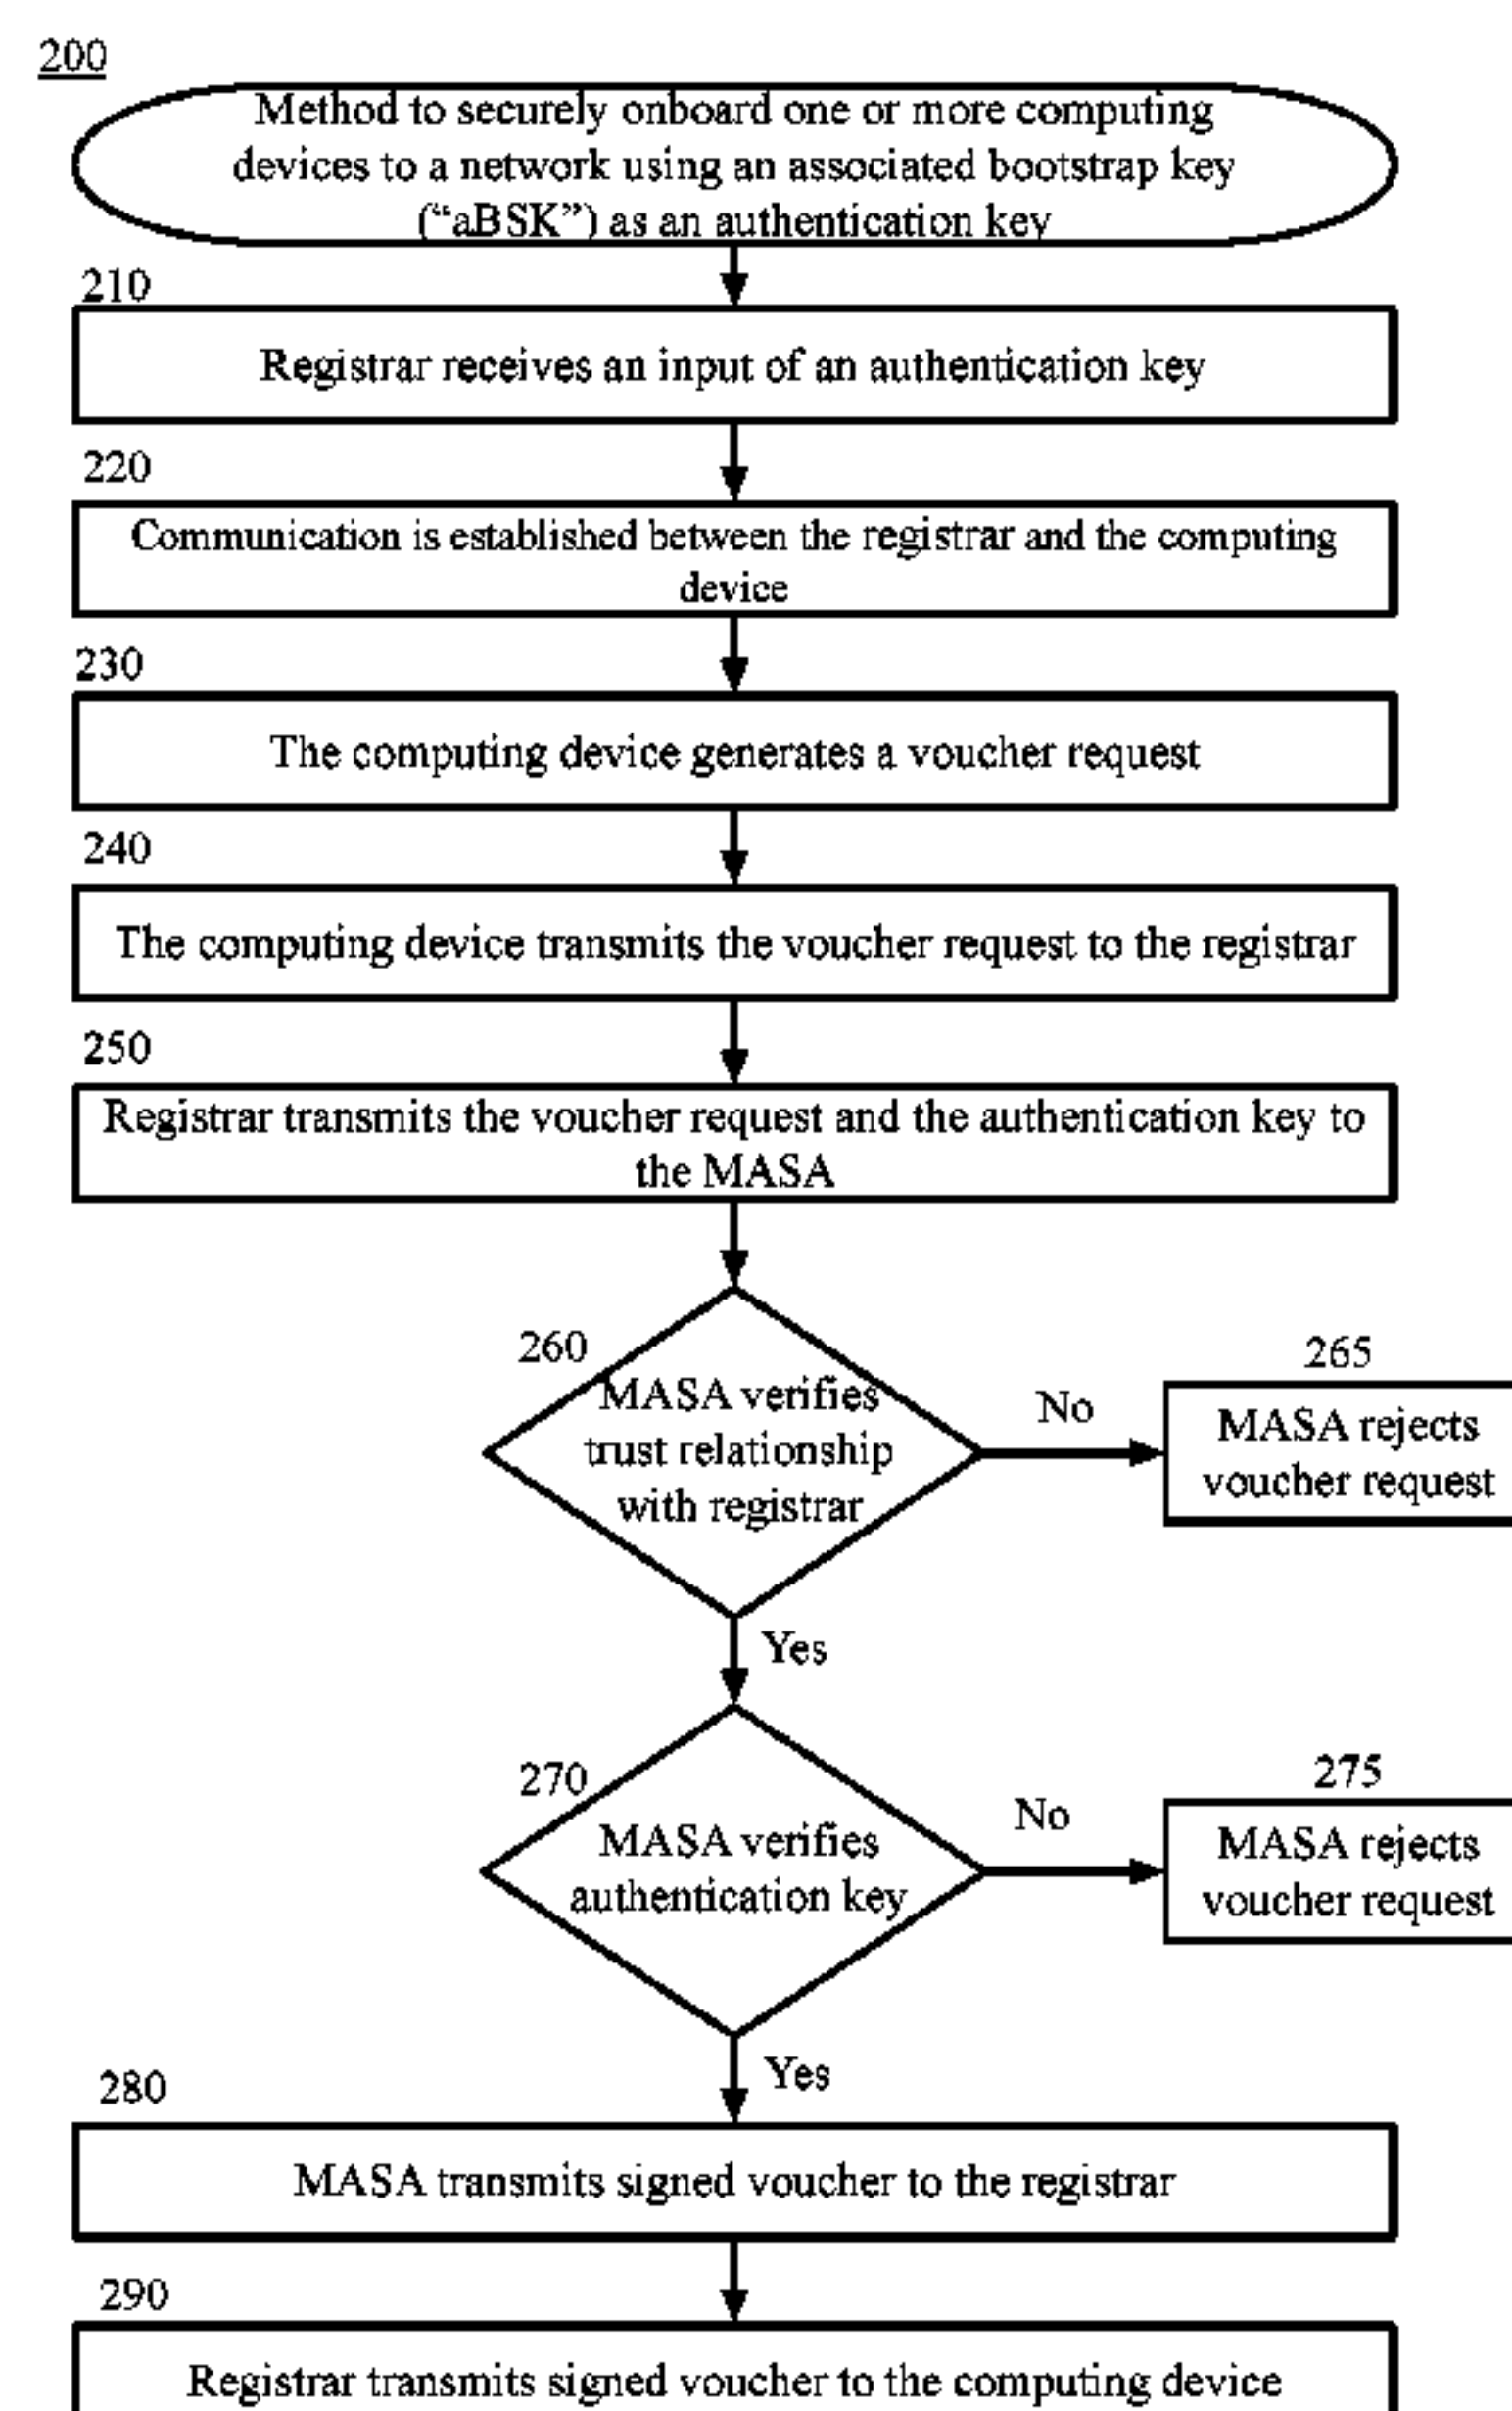 200
Method to securely onboard one or more computing
devices to a network using an associated bootstrap key
(“aBSK”) as an authentication key
210
Registrar receives an input of an authentication key
220
Communication is established between the registrar and the computing
device
230
The computing device generates a voucher request
240
The computing device transmits the voucher request to the registrar
250
Registrar transmits the voucher request and the authentication key to
the MASA
260
MASA verifies
trust relationship
with registrar
No
265
MASA rejects
voucher request
Yes
270
MASA verifies
authentication key
No
275
MASA rejects
voucher request
Yes
280
MASA transmits signed voucher to the registrar
290
Registrar transmits signed voucher to the computing device